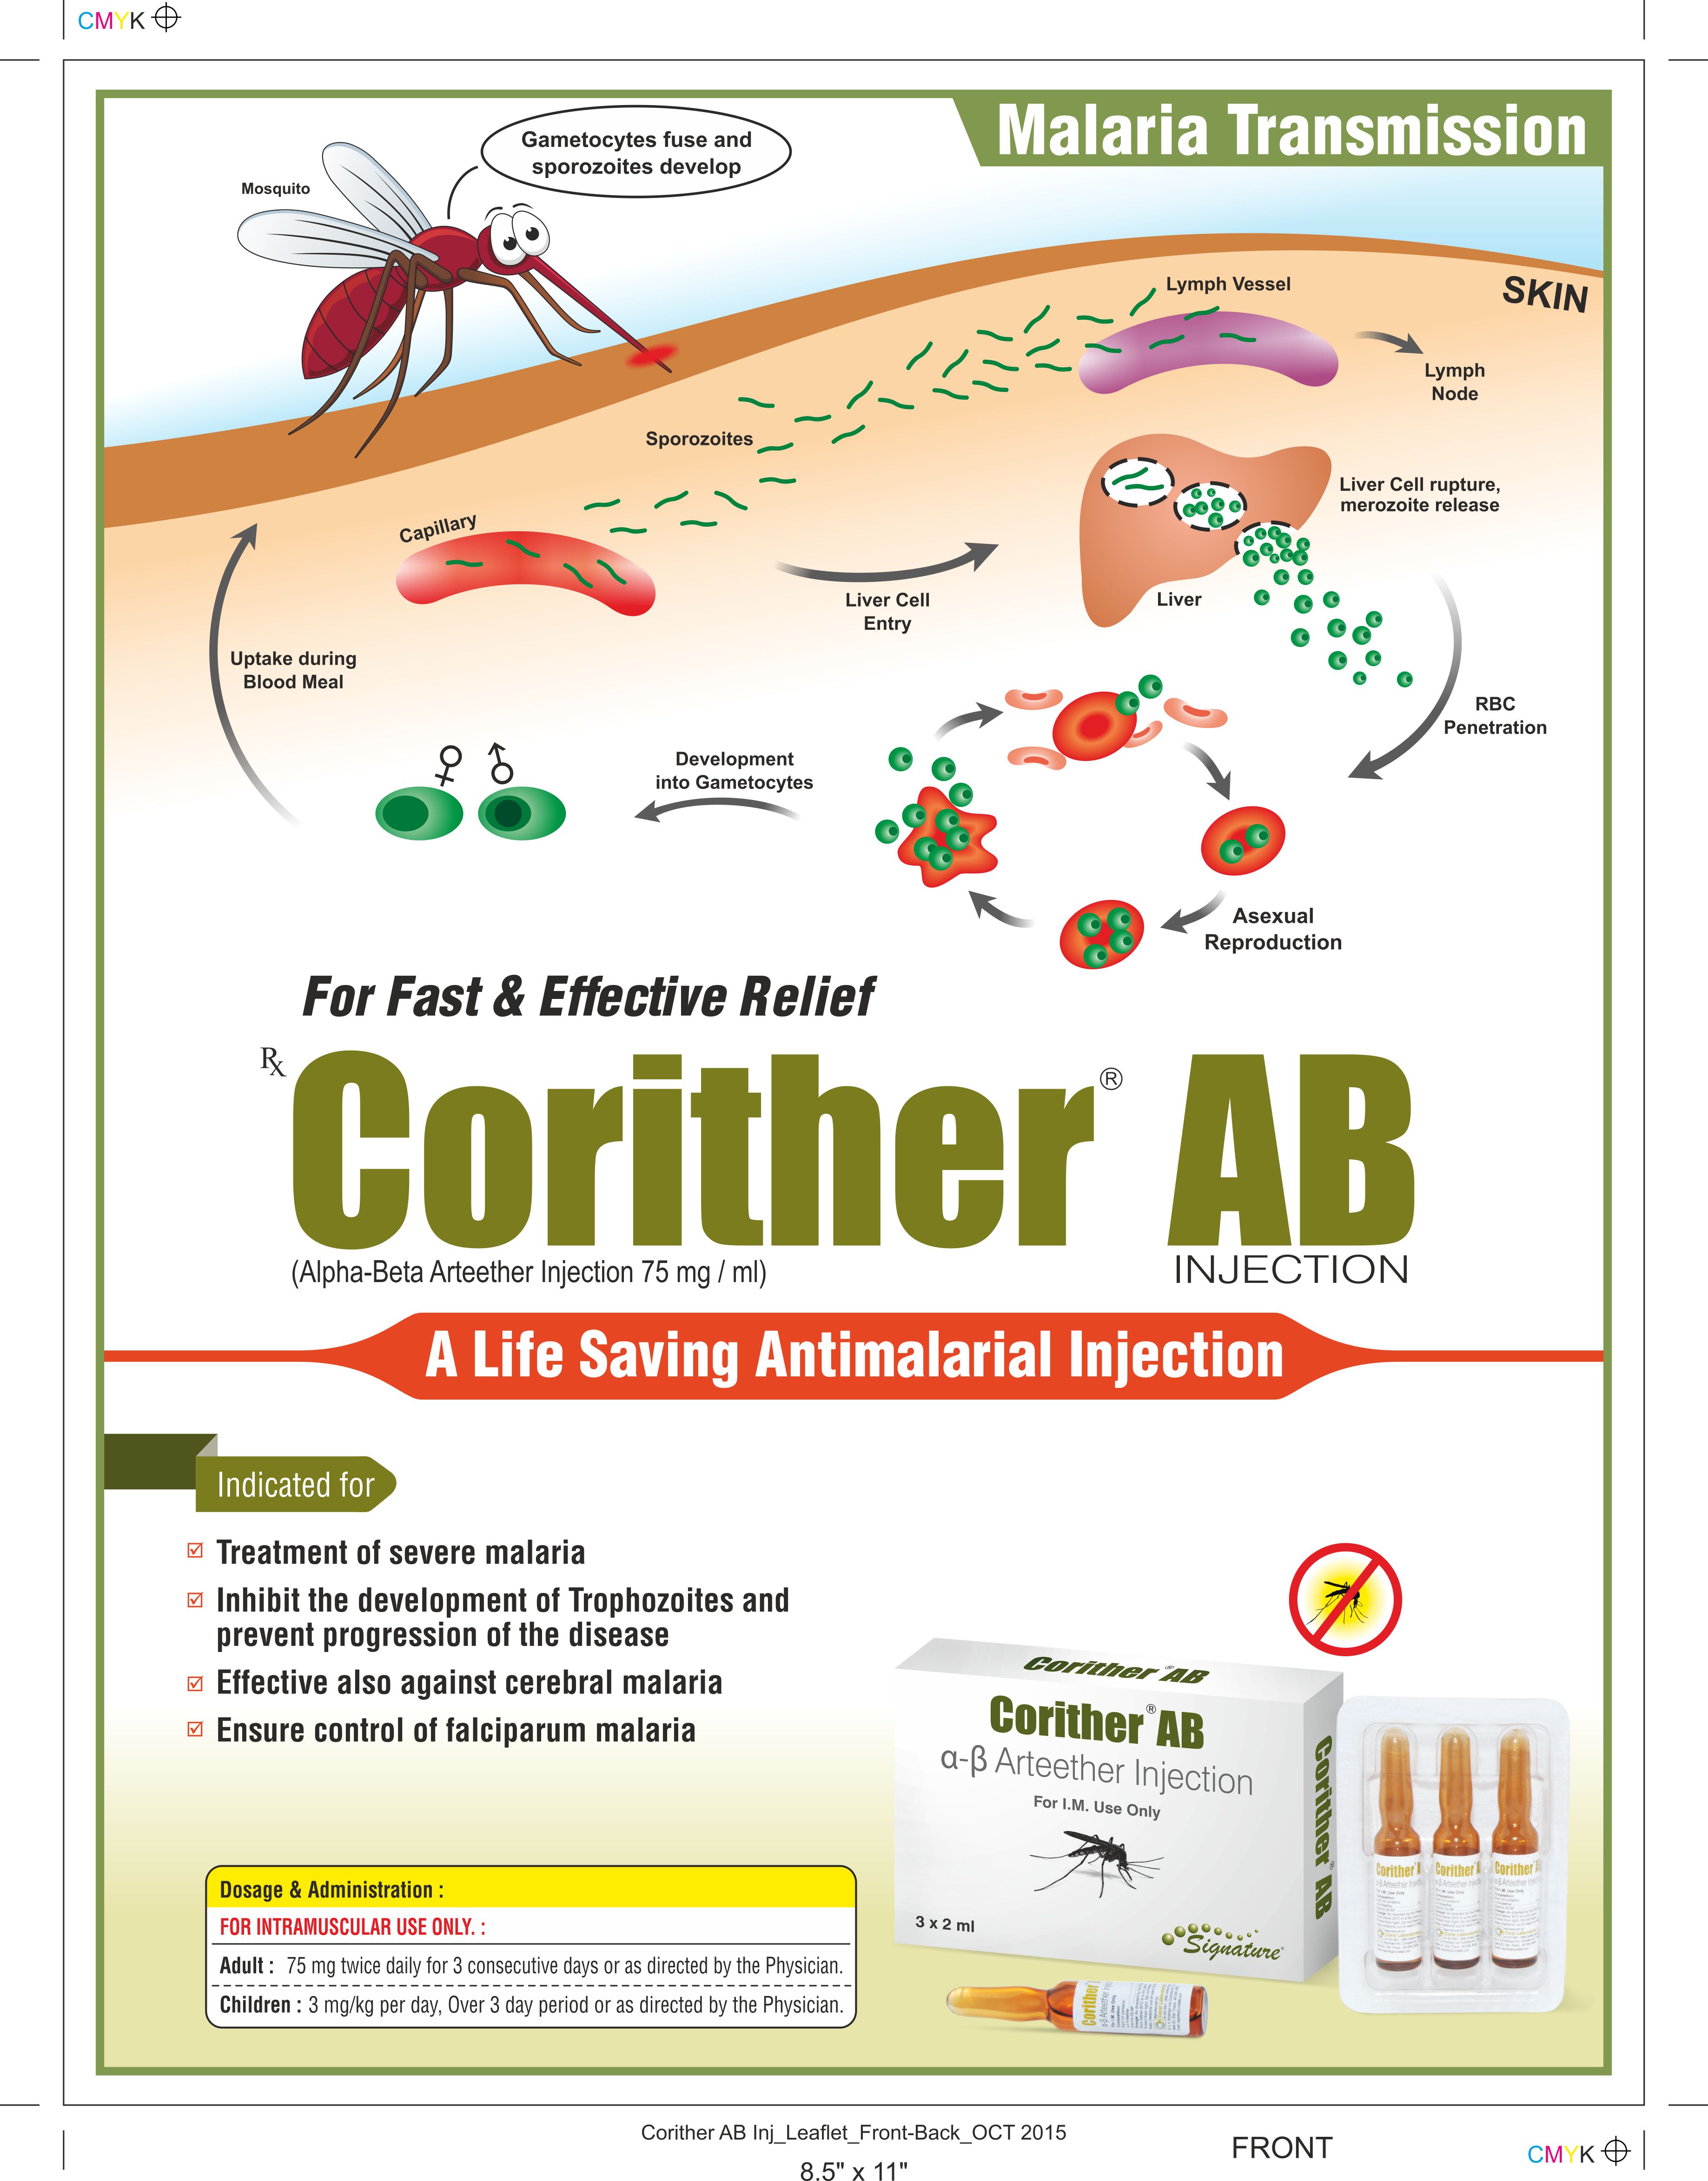 CMYK
Malaria Transmission
Gametocytes fuse and
sporozoites develop
Mosquito
SKIN
Lymph Vessel
Lymph
Node
Sporozoites
Capillary
Liver Cell rupture,
merozoite release
Liver Cell
Entry
Liver
Uptake during
Blood Meal
RBC
Penetration
Development
into Gametocytes
♀ ♂
Asexual
Reproduction
For Fast & Effective Relief
Rx Corither® AB
(Alpha-Beta Arteether Injection 75 mg / ml)
INJECTION
A Life Saving Antimalarial Injection
Indicated for
Treatment of severe malaria
Inhibit the development of Trophozoites and
prevent progression of the disease
Effective also against cerebral malaria
Ensure control of falciparum malaria
Corither® AB
Corither® AB
α-β Arteether Injection
For I.M. Use Only
3 x 2 ml
Signature
Corither® AB
Corither A
Corither A
Corither AB
Corither
Dosage & Administration :
FOR INTRAMUSCULAR USE ONLY. :
Adult : 75 mg twice daily for 3 consecutive days or as directed by the Physician.
Children : 3 mg/kg per day, Over 3 day period or as directed by the Physician.
Corither AB Inj_Leaflet_Front-Back_OCT 2015
8.5" x 11"
FRONT
CMYK